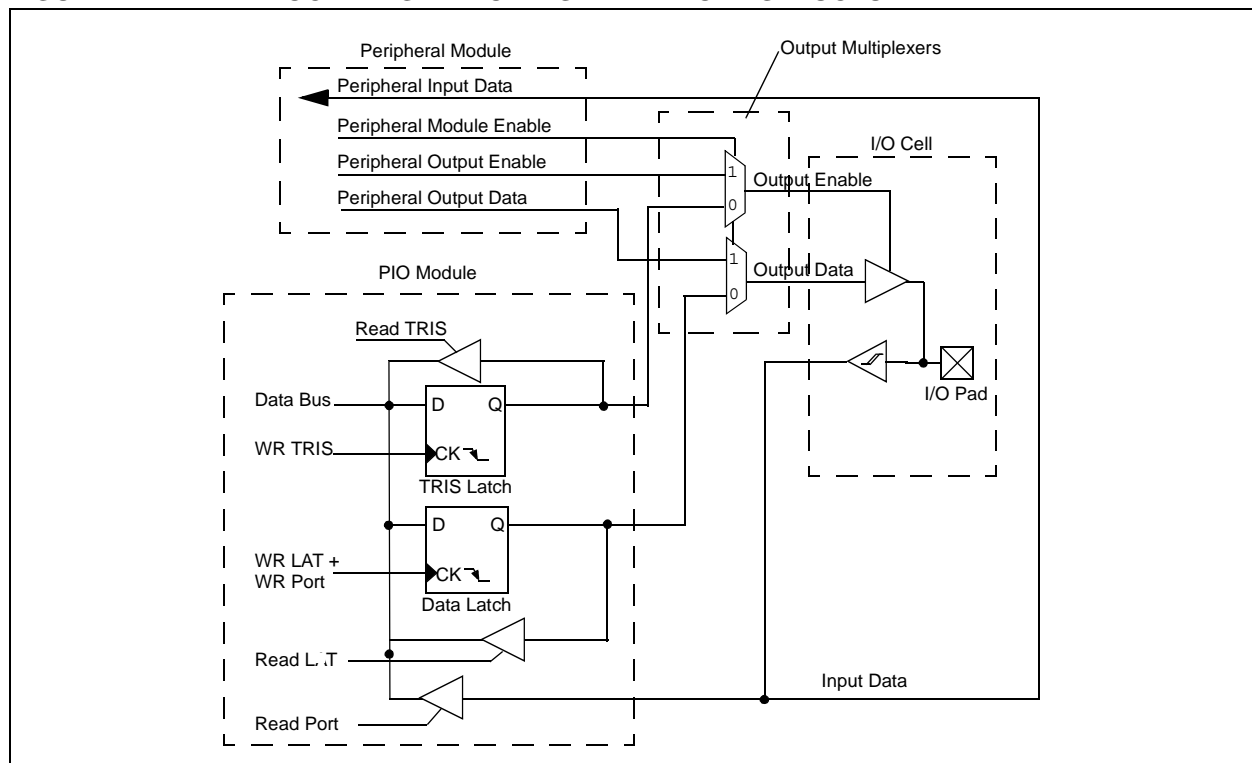 Peripheral Module
Output Multiplexers
Peripheral Input Data
Peripheral Module Enable
I/O Cell
Peripheral Output Enable
1
Output Enable
Peripheral Output Data
0
1
PIO Module
Output Data
0
Read TRIS
I/O Pad
Data Bus
D
Q
WR TRIS
CK
TRIS Latch
D
Q
WR LAT +
WR Port
CK
Data Latch
Read
Input Data
Read Port